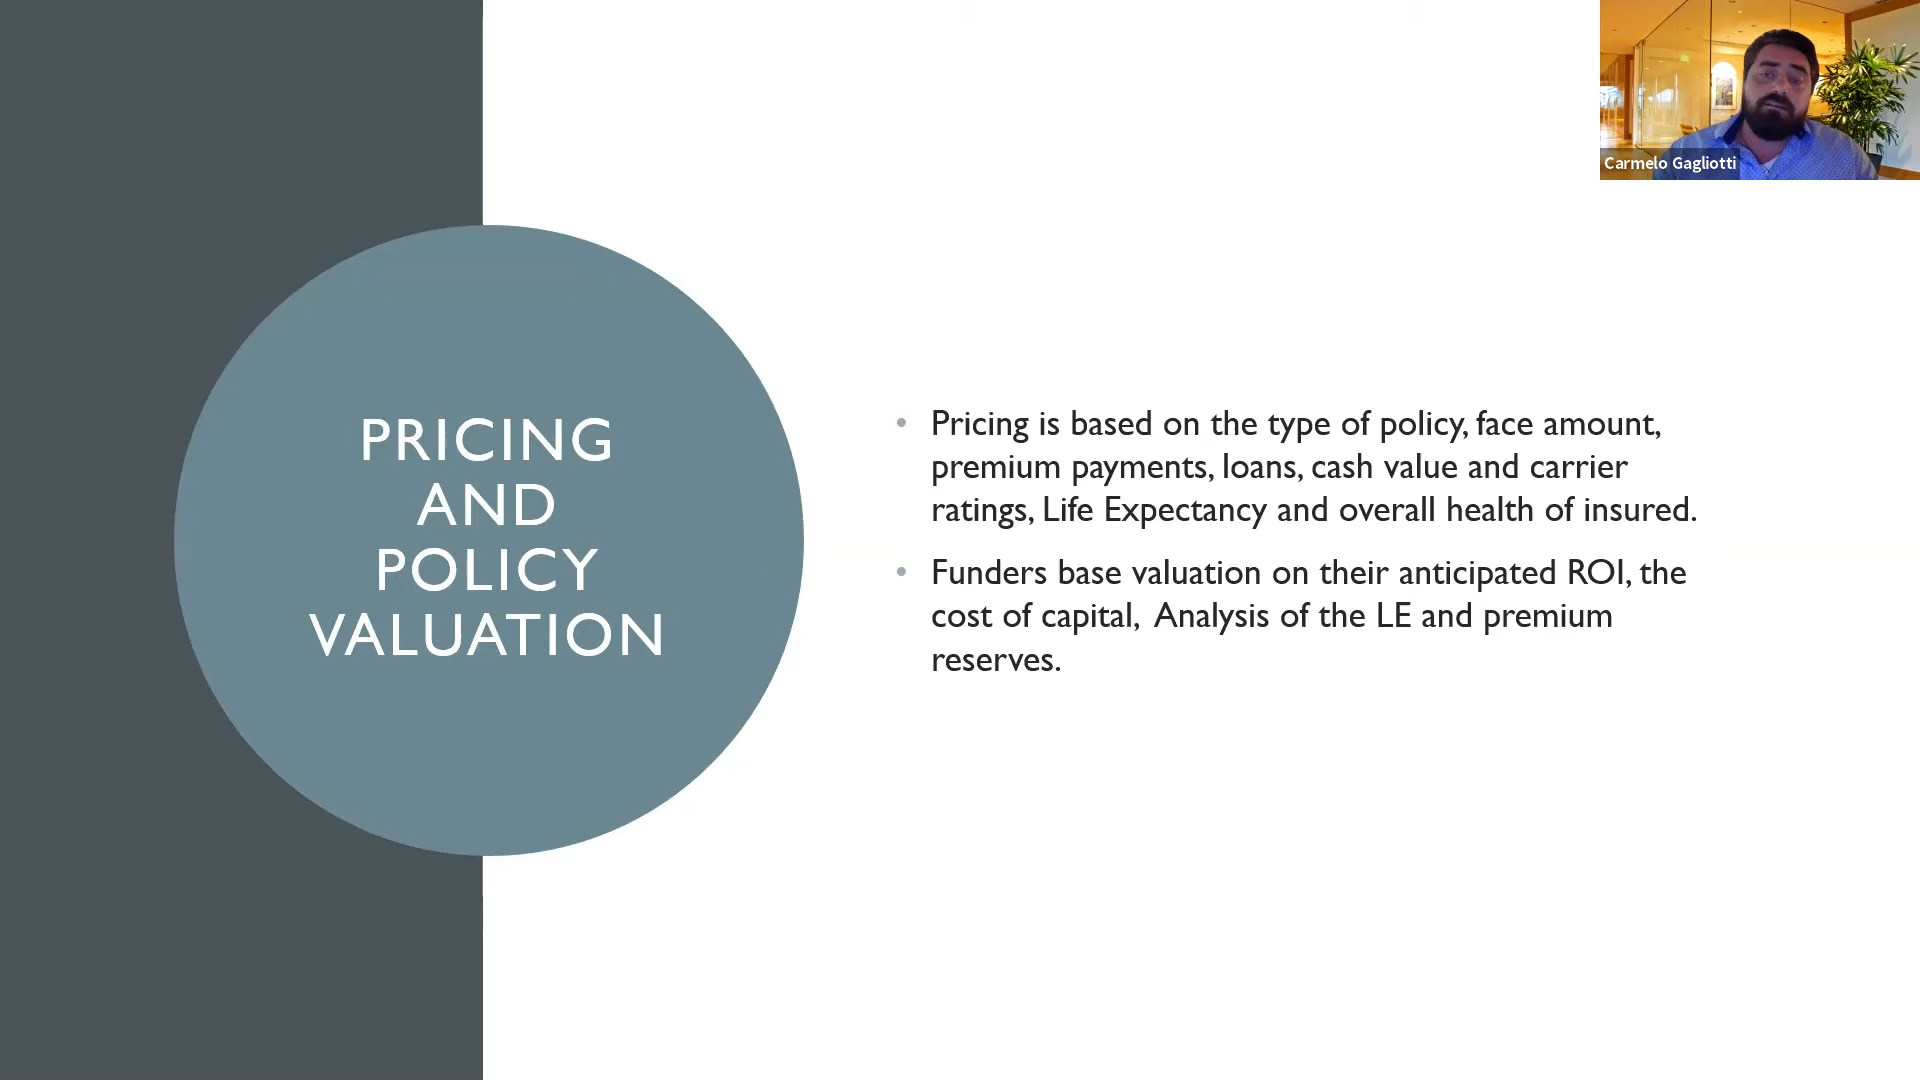 Carmelo Gagliotti
PRICING
AND
POLICY
VALUATION
• Pricing is based on the type of policy, face amount,
premium payments, loans, cash value and carrier
ratings, Life Expectancy and overall health of insured.
• Funders base valuation on their anticipated ROI, the
cost of capital,  Analysis of the LE and premium
reserves.